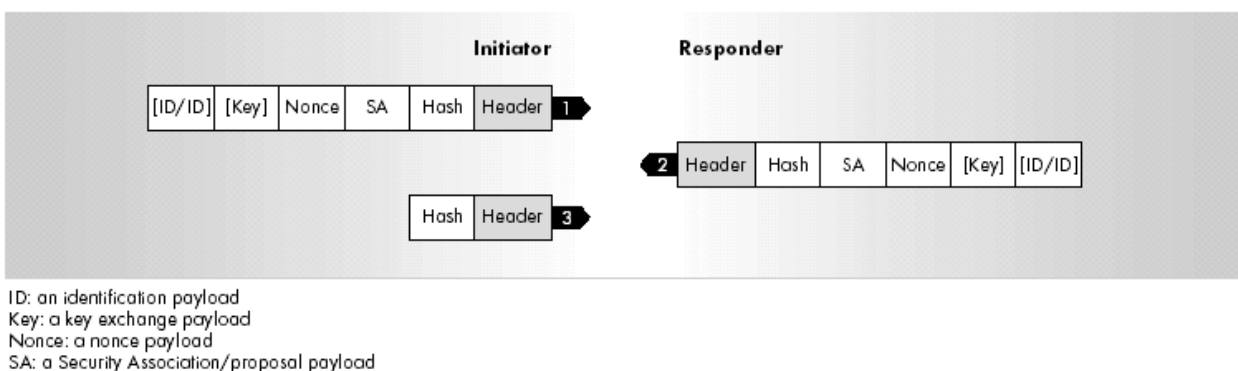 Initiator Responder
[ID/ID] [Key] Nonce SA Hash Header 1
2 Header Hash SA Nonce [Key] [ID/ID]
Hash Header 3
ID: an identification payload
Key: a key exchange payload
Nonce: a nonce payload
SA: a Security Association/proposal payload